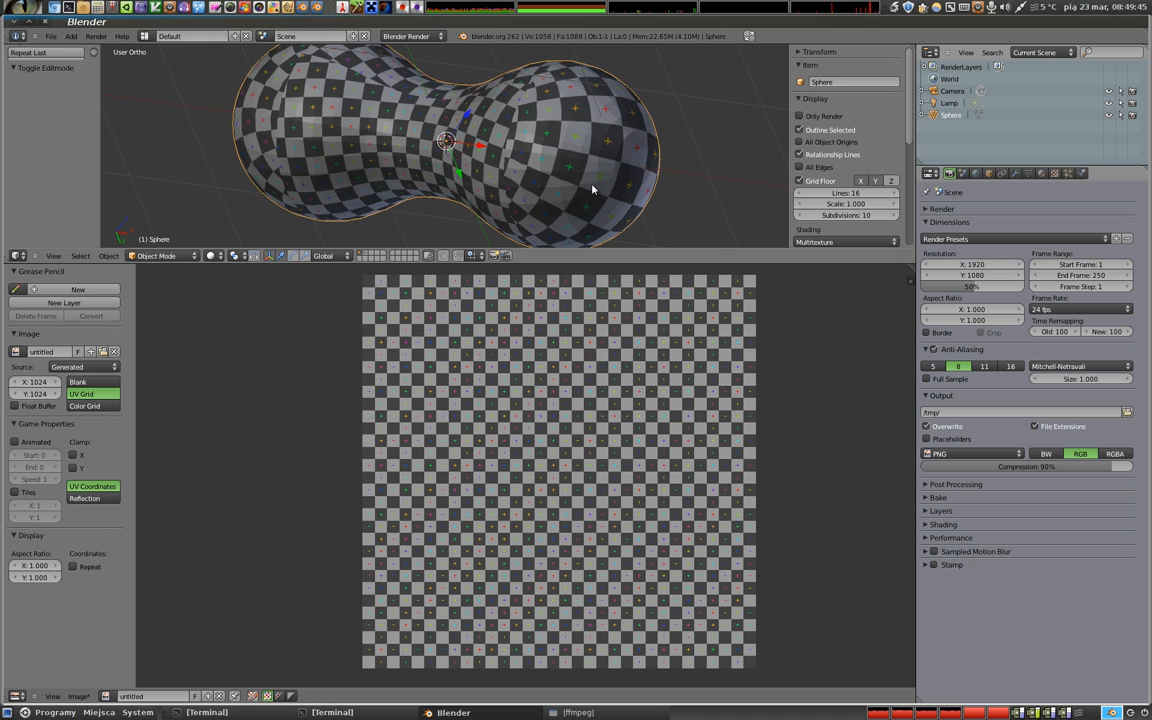 5 °C pią 23 mar, 08:49:45
Blender
File Add Render Help Default Scene Blender Render blender.org 262 | Ve:1058 | Fa:1088 | Ob:1-1 | La:0 | Mem:22.65M (4.10M) | Sphere
View Search Current Scene
Repeat Last
Toggle Editmode
User Ortho
(1) Sphere
Transform
Item
Sphere
Display
Only Render
Outline Selected
All Object Origins
Relationship Lines
All Edges
Grid Floor X Y Z
Lines: 16
Scale: 1.000
Subdivisions: 10
Shading:
Multitexture
View Select Object Object Mode Global
RenderLayers
World
Camera
Lamp
Sphere
Scene
Render
Dimensions
Render Presets
Resolution: Frame Range:
X: 1920 Start Frame: 1
Y: 1080 End Frame: 250
50% Frame Step: 1
Aspect Ratio: Frame Rate:
X: 1.000 24 fps
Y: 1.000 Time Remapping:
Border Crop Old: 100 New: 100
Anti-Aliasing
5 8 11 16 Mitchell-Netravali
Full Sample Size: 1.000
Output
/tmp/
Overwrite File Extensions
Placeholders
PNG BW RGB RGBA
Compression: 90%
Post Processing
Bake
Layers
Shading
Performance
Sampled Motion Blur
Stamp
Grease Pencil
New
New Layer
Delete Frame Convert
Image
untitled F
Source: Generated
X: 1024 Blank
Y: 1024 UV Grid
Float Buffer Color Grid
Game Properties
Animated Clamp:
Start: 0 X
End: 0 Y
Speed: 1
Tiles UV Coordinates
X: 1 Reflection
Y: 1
Display
Aspect Ratio: Coordinates:
X: 1.000 Repeat
Y: 1.000
View Image* untitled F
Programy Miejsca System [Terminal] [Terminal] Blender [ffmpeg]